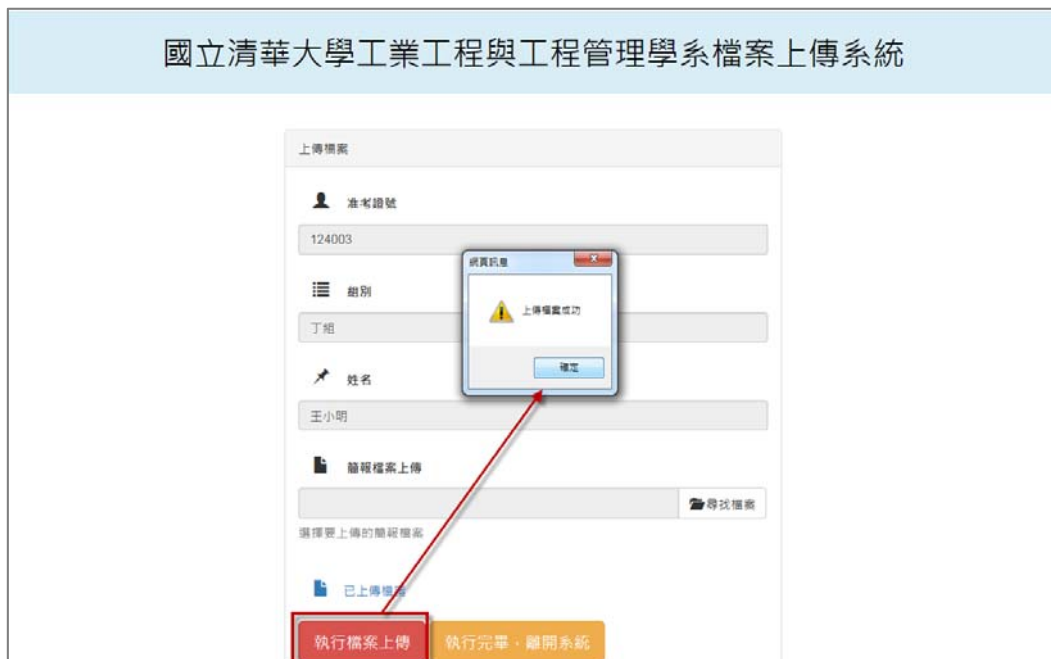 國立清華大學工業工程與工程管理學系檔案上傳系統
上傳檔案
准考證號
124003
網頁訊息
組別
上傳檔案成功
丁組
確定
姓名
王小明
簡報檔案上傳
尋找檔案
選擇要上傳的簡報檔案
已上傳檔
執行檔案上傳
執行完畢,離開系統